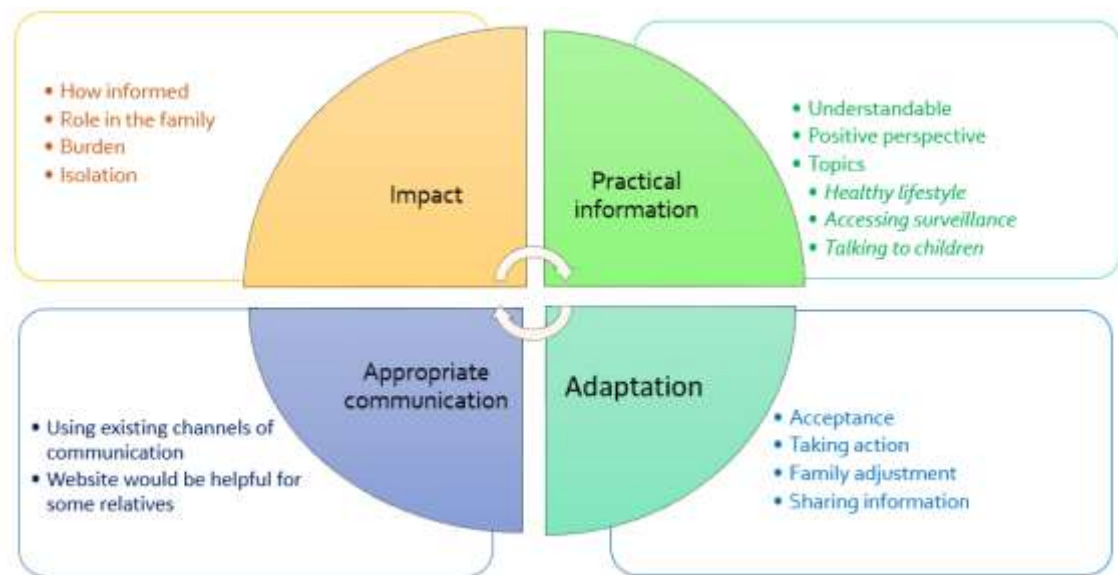 • How informed
• Role in the family
• Burden
• Isolation
Impact
Practical
information
• Understandable
• Positive perspective
• Topics
• Healthy lifestyle
• Accessing surveillance
• Talking to children
• Using existing channels of
communication
• Website would be helpful for
some relatives
Appropriate
communication
Adaptation
• Acceptance
• Taking action
• Family adjustment
• Sharing information